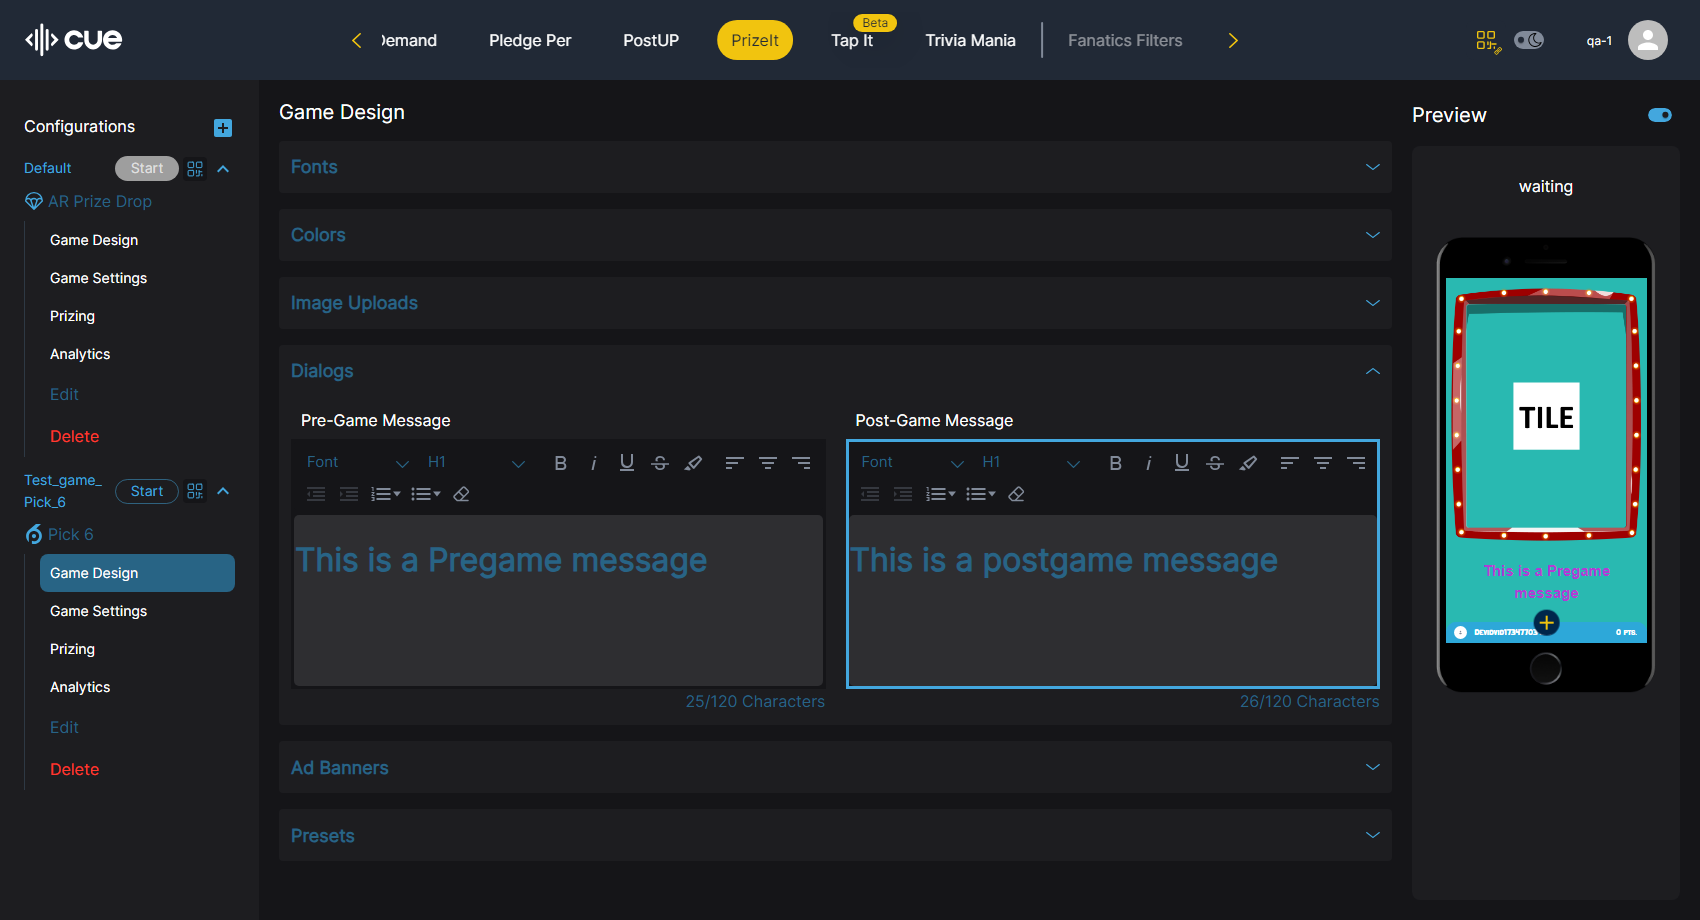 cue
Demand
Pledge Per
PostUP
PrizeIt
Beta
Tap It
Trivia Mania
Fanatics Filters
qa-1
Configurations
Default
Start
AR Prize Drop
Game Design
Game Settings
Prizing
Analytics
Edit
Delete
Test_game_
Pick_6
Start
Pick 6
Game Design
Game Settings
Prizing
Analytics
Edit
Delete
Game Design
Fonts
Colors
Image Uploads
Dialogs
Pre-Game Message
Font
H1
B
i
U
S
This is a Pregame message
25/120 Characters
Post-Game Message
Font
H1
B
i
U
S
This is a postgame message
26/120 Characters
Ad Banners
Presets
Preview
waiting
TILE
This is a Pregame
message
0 PTS.